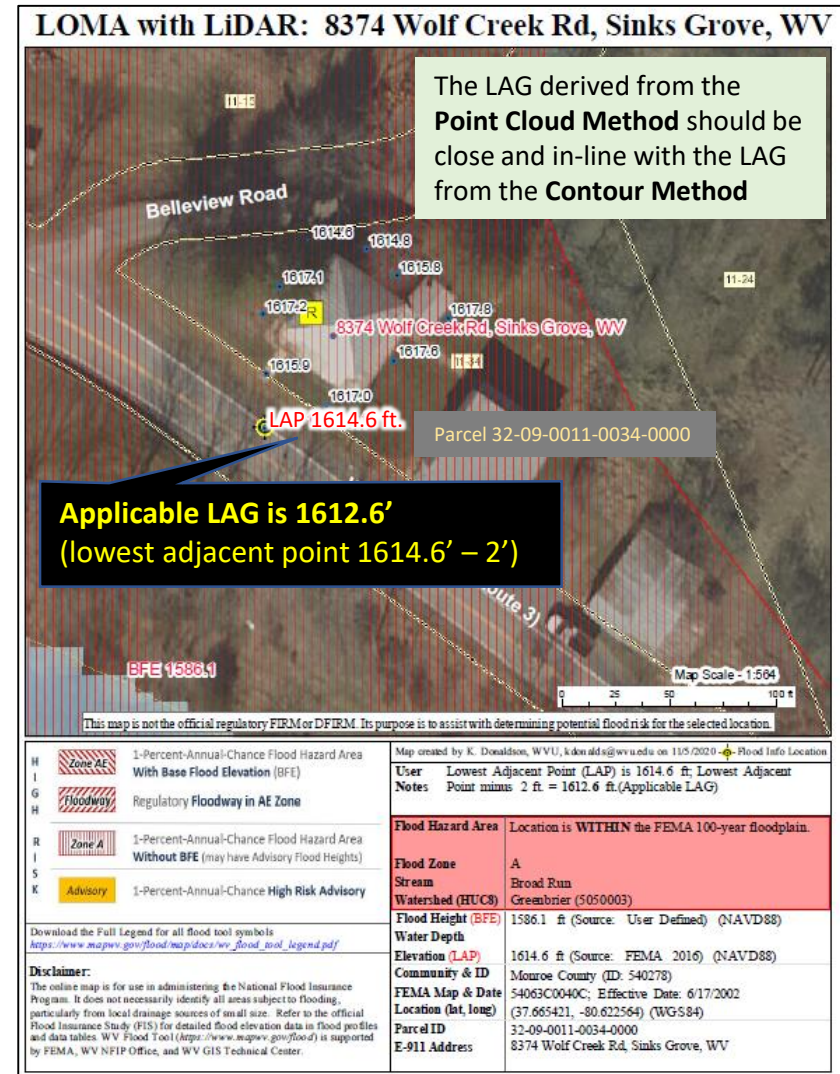 LOMA with LiDAR: 8374 Wolf Creek Rd, Sinks Grove, WV
The LAG derived from the
Point Cloud Method should be
close and in-line with the LAG
from the Contour Method
11-13
Belleview Road
1614.6
1614.8
1615.8
1617.1
1617.2
R
1617.8
11-24
8374 Wolf Creek Rd, Sinks Grove, WV
1617.6
11-34
1615.9
1617.0
LAP 1614.6 ft.
Parcel 32-09-0011-0034-0000
Applicable LAG is 1612.6’
(lowest adjacent point 1614.6’ – 2’)
oute 3)
BFE 1586.1
Map Scale - 1:564
0 25 50 100 ft
This map is not the official regulatory FIRM or DFIRM. Its purpose is to assist with determining potential flood risk for the selected location.
HIGH RISK
Zone AE
1-Percent-Annual-Chance Flood Hazard Area
With Base Flood Elevation (BFE)
Floodway
Regulatory Floodway in AE Zone
Zone A
1-Percent-Annual-Chance Flood Hazard Area
Without BFE (may have Advisory Flood Heights)
Advisory
1-Percent-Annual-Chance High Risk Advisory
Download the Full Legend for all flood tool symbols
https://www.mapwv.gov/flood/map/docs/wv_flood_tool_legend.pdf
Disclaimer:
The online map is for use in administering the National Flood Insurance
Program. It does not necessarily identify all areas subject to flooding,
particularly from local drainage sources of small size. Refer to the official
Flood Insurance Study (FIS) for detailed flood elevation data in flood profiles
and data tables. WV Flood Tool (https://www.mapwv.gov/flood) is supported
by FEMA, WV NFIP Office, and WV GIS Technical Center.
Map created by K. Donaldson, WVU, kdonalds@wvu.edu on 11/5/2020 - Flood Info Location
User Notes Lowest Adjacent Point (LAP) is 1614.6 ft; Lowest Adjacent
Point minus 2 ft. = 1612.6 ft.(Applicable LAG)
Flood Hazard Area Location is WITHIN the FEMA 100-year floodplain.
Flood Zone A
Stream Broad Run
Watershed (HUC8) Greenbrier (5050003)
Flood Height (BFE) 1586.1 ft (Source: User Defined) (NAVD88)
Water Depth
Elevation (LAP) 1614.6 ft (Source: FEMA 2016) (NAVD88)
Community & ID Monroe County (ID: 540278)
FEMA Map & Date 54063C0040C; Effective Date: 6/17/2002
Location (lat, long) (37.665421, -80.622564) (WGS84)
Parcel ID 32-09-0011-0034-0000
E-911 Address 8374 Wolf Creek Rd, Sinks Grove, WV